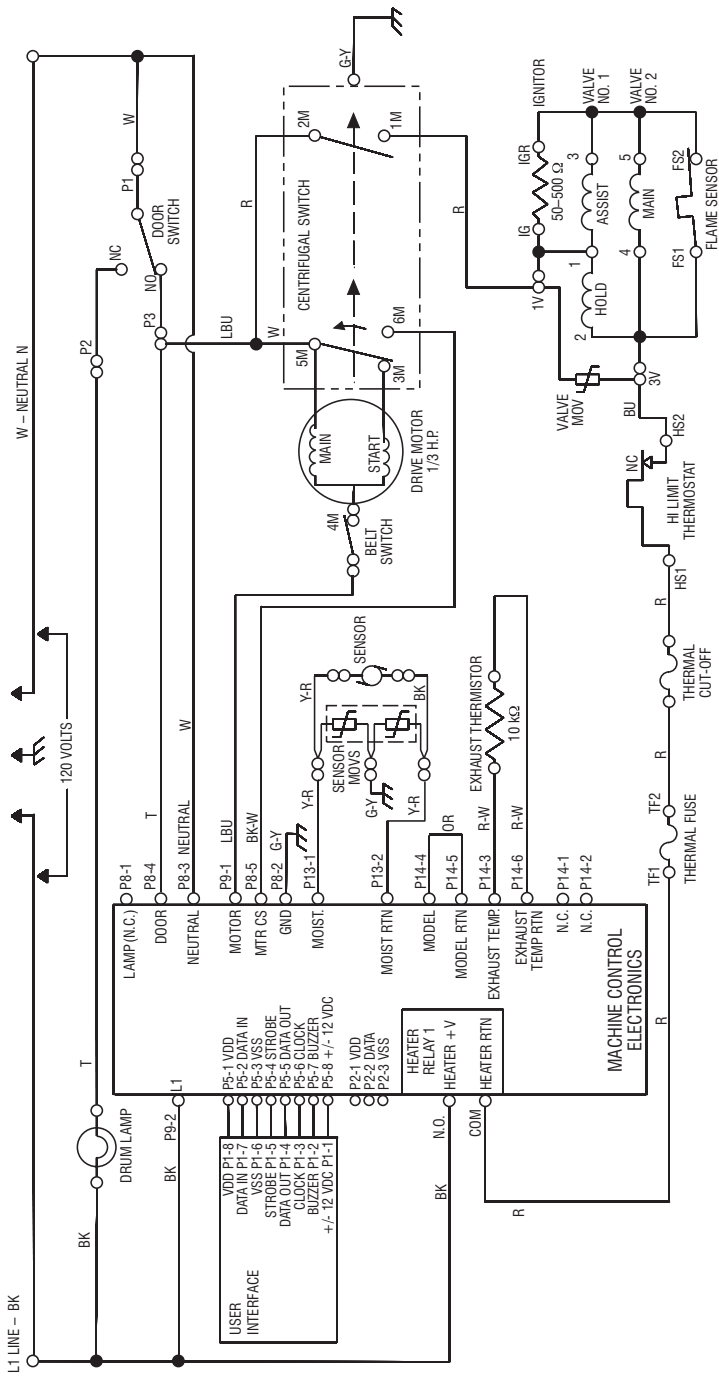 L1 LINE – BK
W – NEUTRAL N
120 VOLTS
BK
DRUM LAMP
T
P2
NC
NO
DOOR
SWITCH
P1
W
BK
P9-2
L1
LAMP (N.C.)
P8-1
DOOR
P8-4
T
P3
NEUTRAL
P8-3 NEUTRAL
W
LBU
R
W
MOTOR
P9-1
LBU
MTR CS
P8-5
BK-W
GND
P8-2
G-Y
MOIST.
P13-1
Y-R
Y-R
SENSOR
SENSOR
MOVS
G-Y
Y-R
BK
MOIST RTN
P13-2
MODEL
P14-4
MODEL RTN
P14-5
OR
EXHAUST TEMP.
P14-3
R-W
EXHAUST THERMISTOR
10 kΩ
EXHAUST
TEMP RTN
P14-6
R-W
N.C.
P14-1
N.C.
P14-2
MACHINE CONTROL
ELECTRONICS
P5-1 VDD
P5-2 DATA IN
P5-3 VSS
P5-4 STROBE
P5-5 DATA OUT
P5-6 CLOCK
P5-7 BUZZER
P5-8 +/- 12 VDC
P2-1 VDD
P2-2 DATA
P2-3 VSS
USER
INTERFACE
VDD P1-8
DATA IN P1-7
VSS P1-6
STROBE P1-5
DATA OUT P1-4
CLOCK P1-3
BUZZER P1-2
+/- 12 VDC P1-1
HEATER
RELAY 1
HEATER + V
HEATER RTN
N.O.
COM
BK
R
4M
BELT
SWITCH
MAIN
START
DRIVE MOTOR
1/3 H.P.
CENTRIFUGAL SWITCH
5M
3M
6M
2M
1M
G-Y
R
R
TF1
TF2
THERMAL FUSE
R
THERMAL
CUT-OFF
R
HS1
NC
HI LIMIT
THERMOSTAT
HS2
BU
3V
VALVE
MOV
1V
IG
IGR
IGNITOR
50–500 Ω
2
HOLD
1
ASSIST
3
VALVE
NO. 1
4
MAIN
5
VALVE
NO. 2
FS1
FS2
FLAME SENSOR